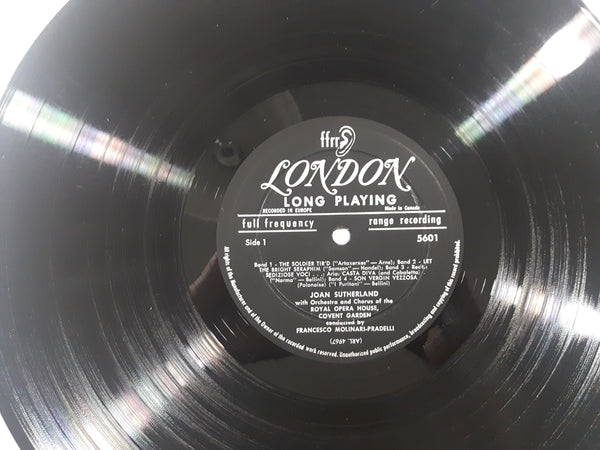 ffrr
LONDON
LONG PLAYING
RECORDED IN EUROPE Made in Canada
full frequency range recording
Side 1 5601
Band 1 - THE SOLDIER TIR'D ("Artaxerxes" — Arne); Band 2 - LET
THE BRIGHT SERAPHIM ("Samson" - Handel); Band 3 - Recit.:
SEDIZIOSE VOCI ... Aria: CASTA DIVA (and Cabaletta)
("Norma" — Bellini); Band 4 - SON VERGIN VEZZOSA
(Polonaise) ("I Puritani" — Bellini)
JOAN SUTHERLAND
with Orchestra and Chorus of the
ROYAL OPERA HOUSE,
COVENT GARDEN
conducted by
FRANCESCO MOLINARI-PRADELLI
(ARL 4967)
All rights of the Manufacturer and of the Owner of the recorded work reserved. Unauthorized public performance, broadcasting and copying of this record prohibited.